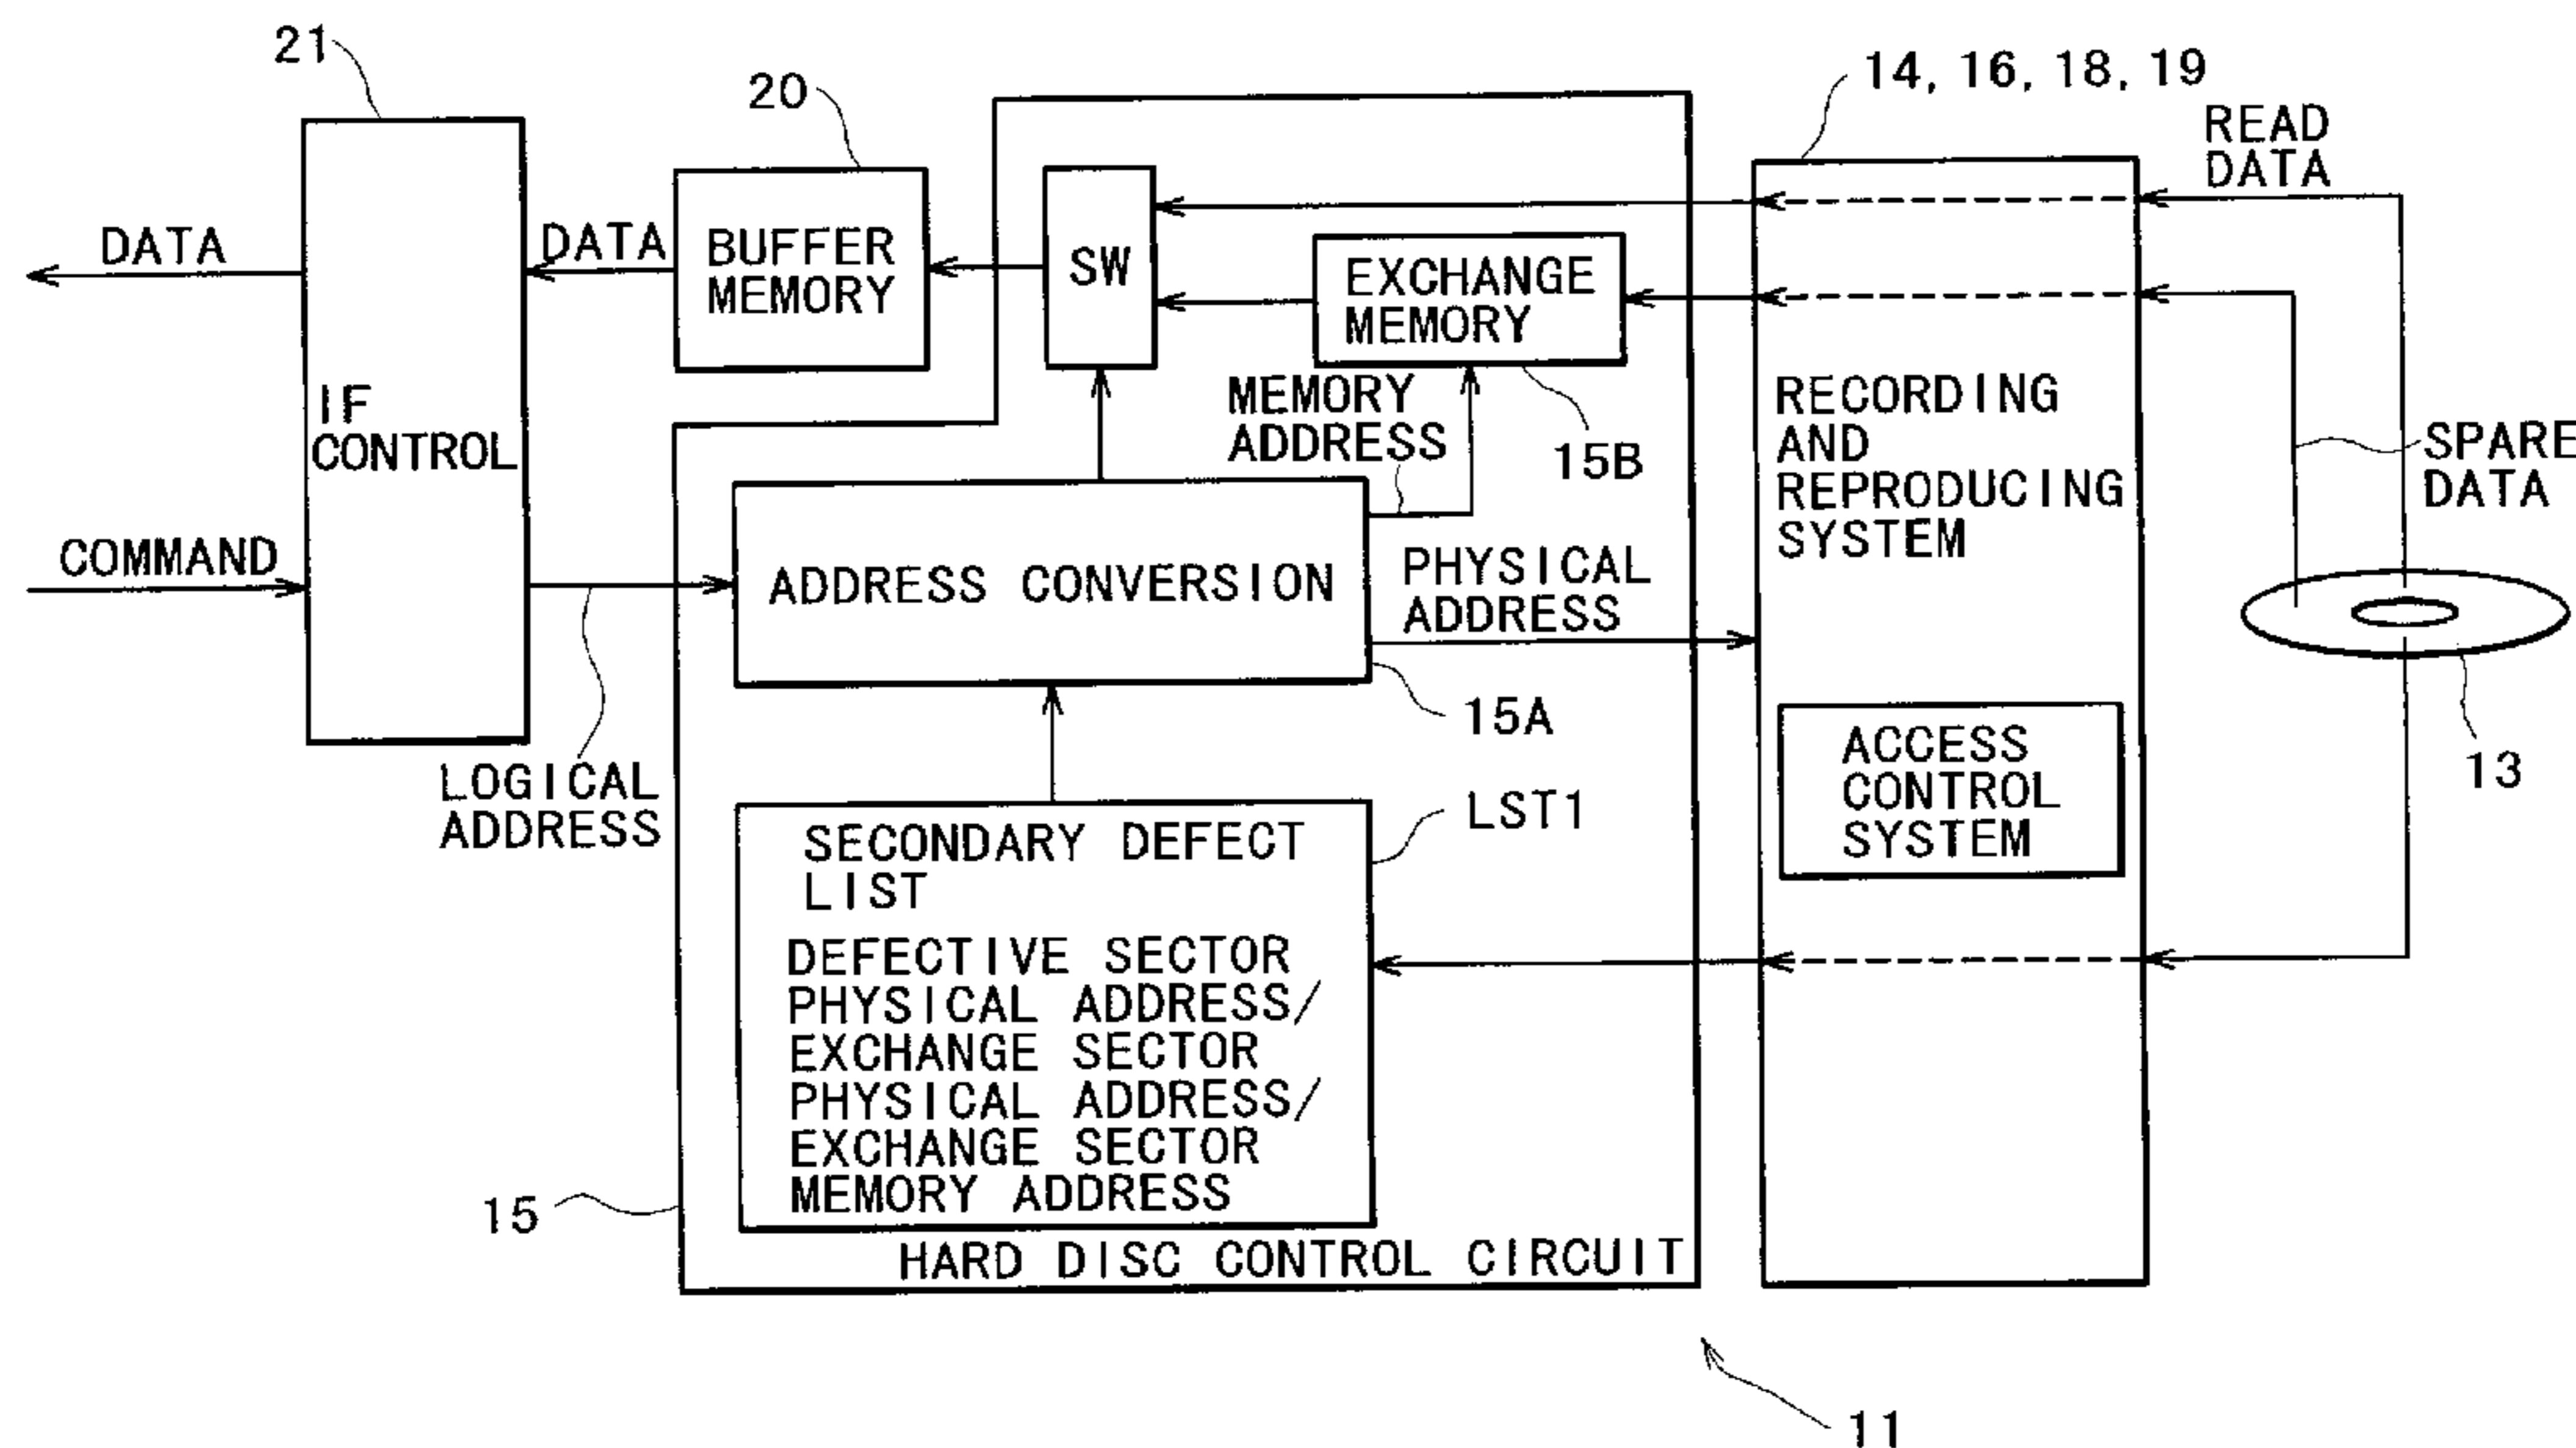 21
20
14, 16, 18, 19
READ
DATA
DATA
DATA
BUFFER
MEMORY
SW
EXCHANGE
MEMORY
IF
CONTROL
MEMORY
ADDRESS
15B
RECORDING
AND
REPRODUCING
SYSTEM
SPARE
DATA
COMMAND
ADDRESS CONVERSION
PHYSICAL
ADDRESS
15A
13
LOGICAL
ADDRESS
ACCESS
CONTROL
SYSTEM
LST1
SECONDARY DEFECT
LIST
DEFECTIVE SECTOR
PHYSICAL ADDRESS/
EXCHANGE SECTOR
PHYSICAL ADDRESS/
EXCHANGE SECTOR
MEMORY ADDRESS
15
HARD DISC CONTROL CIRCUIT
11